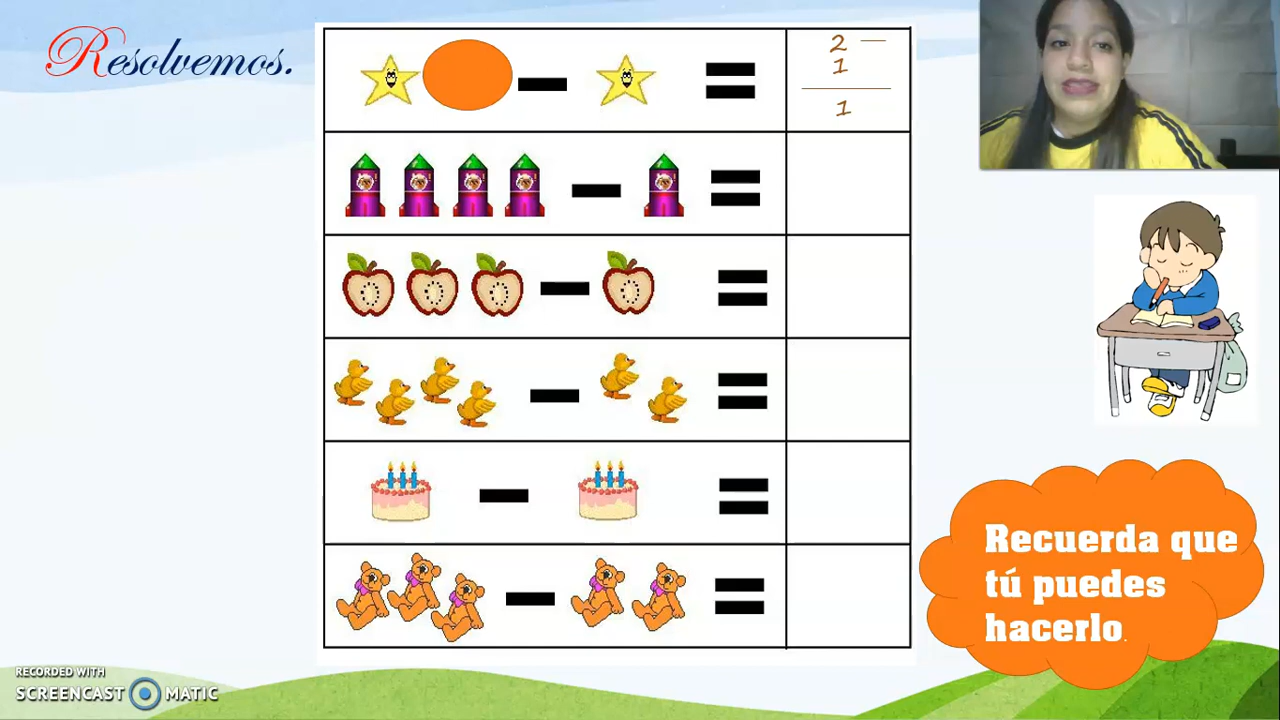 Resolvemos.
2 —
1
1
Recuerda que
tú puedes
hacerlo.
RECORDED WITH
SCREENCAST MATIC